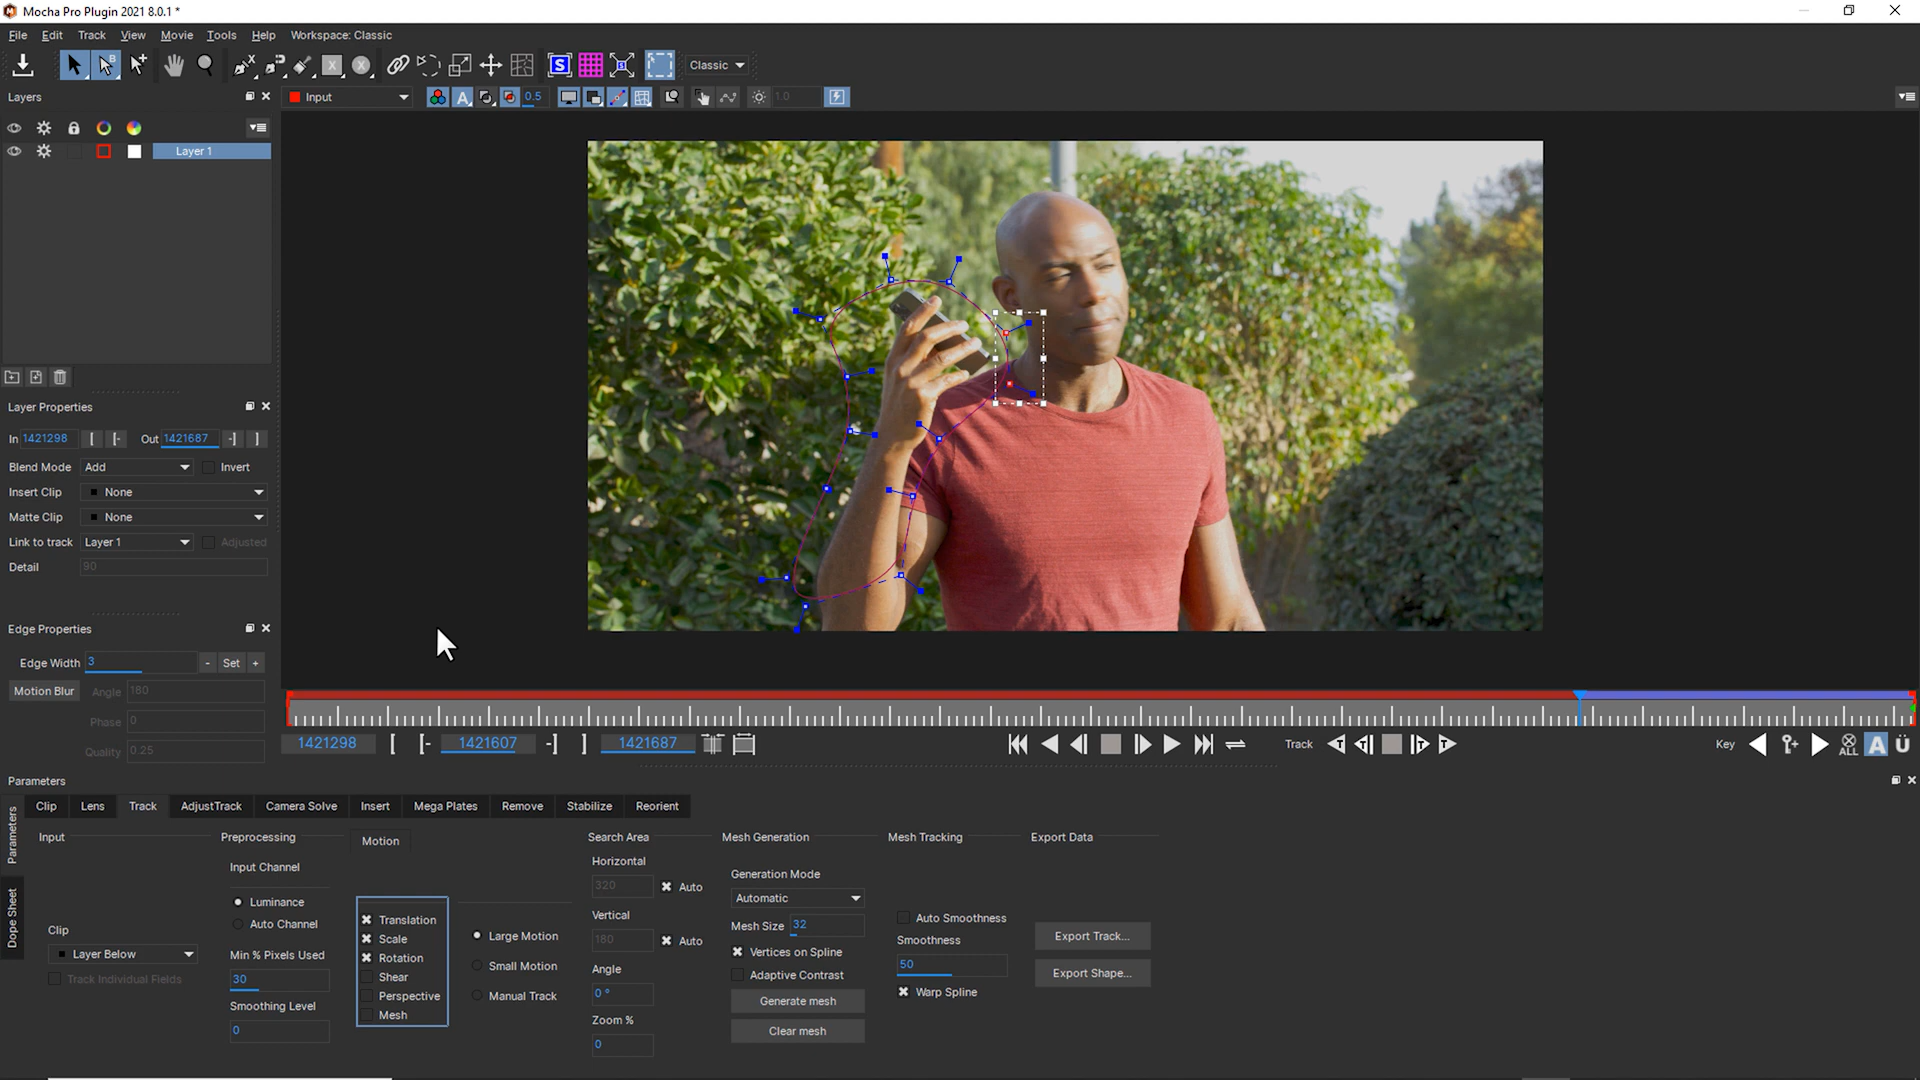 Mocha Pro Plugin 2021 8.0.1 *
File Edit Track View Movie Tools Help Workspace: Classic
S Classic
Layers Input A 0.5 1.0
Layer 1
Layer Properties
In 1421298 [ [- Out 1421687 -] ]
Blend Mode Add Invert
Insert Clip None
Matte Clip None
Link to track Layer 1 Adjusted
Detail 90
Edge Properties
Edge Width 3 - Set +
Motion Blur Angle 180
Phase 0
Quality 0.25
1421298 [ [- 1421607 -] ] 1421687 Track T T T T Key ALL A Ü
Parameters
Parameters
Dope Sheet
Clip Lens Track AdjustTrack Camera Solve Insert Mega Plates Remove Stabilize Reorient
Input
Clip
Layer Below
Track Individual Fields
Preprocessing
Input Channel
Luminance
Auto Channel
Min % Pixels Used
30
Smoothing Level
0
Motion
Translation
Scale
Rotation
Shear
Perspective
Mesh
Large Motion
Small Motion
Manual Track
Search Area
Horizontal
320 Auto
Vertical
180 Auto
Angle
0 °
Zoom %
0
Mesh Generation
Generation Mode
Automatic
Mesh Size 32
Vertices on Spline
Adaptive Contrast
Generate mesh
Clear mesh
Mesh Tracking
Auto Smoothness
Smoothness
50
Warp Spline
Export Data
Export Track...
Export Shape...